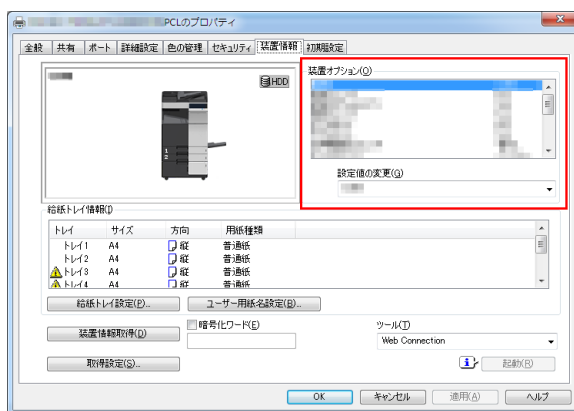 PCLのプロパティ
全般 共有 ポート 詳細設定 色の管理 セキュリティ 装置情報 初期設定
HDD
1
2
装置オプション(O)
設定値の変更(G)
給紙トレイ情報(I)
トレイ サイズ 方向 用紙種類
トレイ1 A4 縦 普通紙
トレイ2 A4 縦 普通紙
トレイ3 A4 縦 普通紙
トレイ4 A4 縦 普通紙
給紙トレイ設定(P)... ユーザー用紙名設定(B)...
装置情報取得(D) 暗号化ワード(E) ツール(T)
Web Connection
取得設定(S)... 起動(R)
OK キャンセル 適用(A) ヘルプ